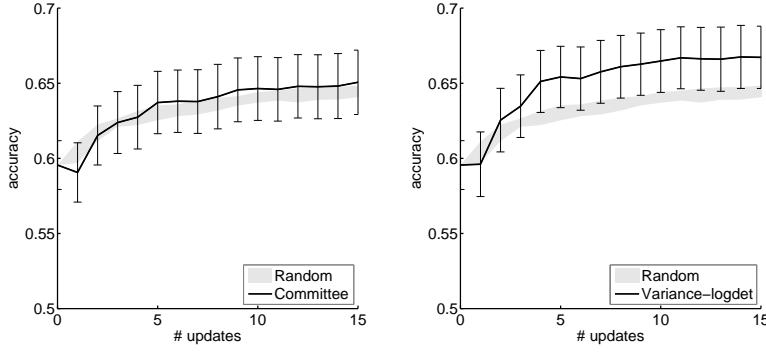 0.7
0.65
0.6
0.55
0.5
accuracy
0 5 10 15
# updates
Random
Committee
0.7
0.65
0.6
0.55
0.5
accuracy
0 5 10 15
# updates
Random
Variance−logdet